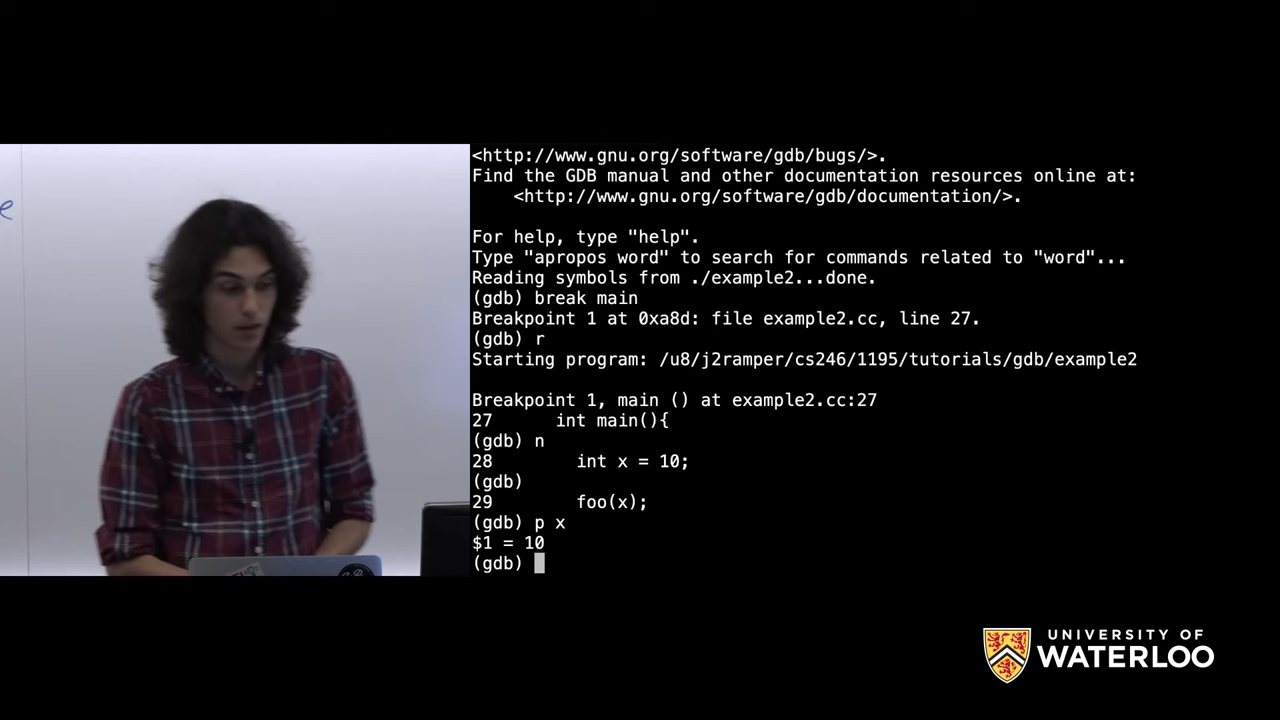 e
<http://www.gnu.org/software/gdb/bugs/>.
Find the GDB manual and other documentation resources online at:
<http://www.gnu.org/software/gdb/documentation/>.
For help, type "help".
Type "apropos word" to search for commands related to "word"...
Reading symbols from ./example2...done.
(gdb) break main
Breakpoint 1 at 0xa8d: file example2.cc, line 27.
(gdb) r
Starting program: /u8/j2ramper/cs246/1195/tutorials/gdb/example2
Breakpoint 1, main () at example2.cc:27
27 int main(){
(gdb) n
28 int x = 10;
(gdb)
29 foo(x);
(gdb) p x
$1 = 10
(gdb)
UNIVERSITY OF
WATERLOO